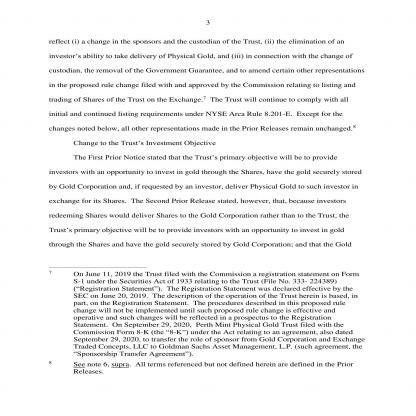 3
reflect (i) a change in the sponsors and the custodian of the Trust, (ii) the elimination of an
investor's ability to take delivery of Physical Gold, and (iii) in connection with the change of
custodian, the removal of the Government Guarantee, and to amend certain other representations
in the proposed rule change filed with and approved by the Commission relating to listing and
trading of Shares of the Trust on the Exchange.7 The Trust will continue to comply with all
initial and continued listing requirements under NYSE Arca Rule 8.201-E. Except for the
changes noted below, all other representations made in the Prior Releases remain unchanged.8
Change to the Trust's Investment Objective
The First Prior Notice stated that the Trust's primary objective will be to provide
investors with an opportunity to invest in gold through the Shares, have the gold securely stored
by Gold Corporation and, if requested by an investor, deliver Physical Gold to such investor in
exchange for its Shares. The Second Prior Release stated, however, that, because investors
redeeming Shares would deliver Shares to the Gold Corporation rather than to the Trust, the
Trust's primary objective will be to provide investors with an opportunity to invest in gold
through the Shares and have the gold securely stored by Gold Corporation; and that the Gold
7 On June 11, 2019 the Trust filed with the Commission a registration statement on Form
S-1 under the Securities Act of 1933 relating to the Trust (File No. 333- 224389)
("Registration Statement"). The Registration Statement was declared effective by the
SEC on June 20, 2019. The description of the operation of the Trust herein is based, in
part, on the Registration Statement. The procedures described in this proposed rule
change will not be implemented until such proposed rule change is effective and
operative and such changes will be reflected in a prospectus to the Registration
Statement. On September 29, 2020, Perth Mint Physical Gold Trust filed with the
Commission Form 8-K ("8-K") under the Act relating to an agreement, also dated
September 29, 2020, to transfer the role of sponsor from Gold Corporation and Exchange
Traded Concepts, LLC to Goldman Sachs Asset Management, L.P. (such agreement, the
"Sponsorship Transfer Agreement").
8 See note 6, supra. All terms referenced but not defined herein are defined in the Prior
Releases.